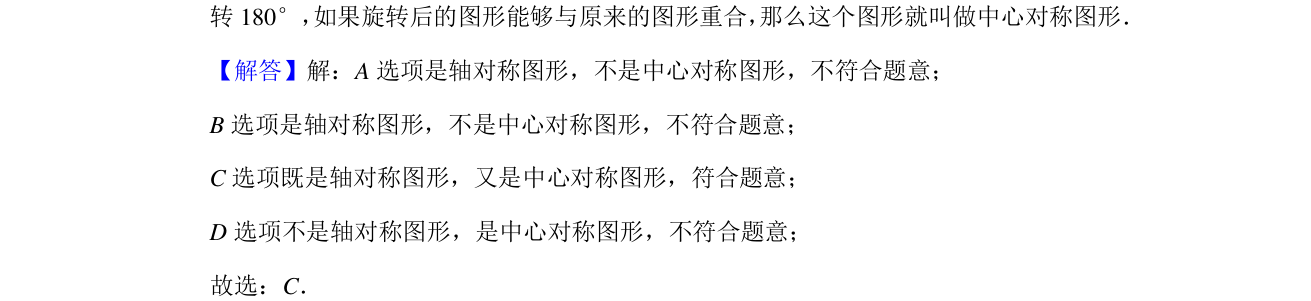 转 180°，如果旋转后的图形能够与原来的图形重合，那么这个图形就叫做中心对称图形．
【解答】解：A 选项是轴对称图形，不是中心对称图形，不符合题意；
B 选项是轴对称图形，不是中心对称图形，不符合题意；
C 选项既是轴对称图形，又是中心对称图形，符合题意；
D 选项不是轴对称图形，是中心对称图形，不符合题意；
故选：C．